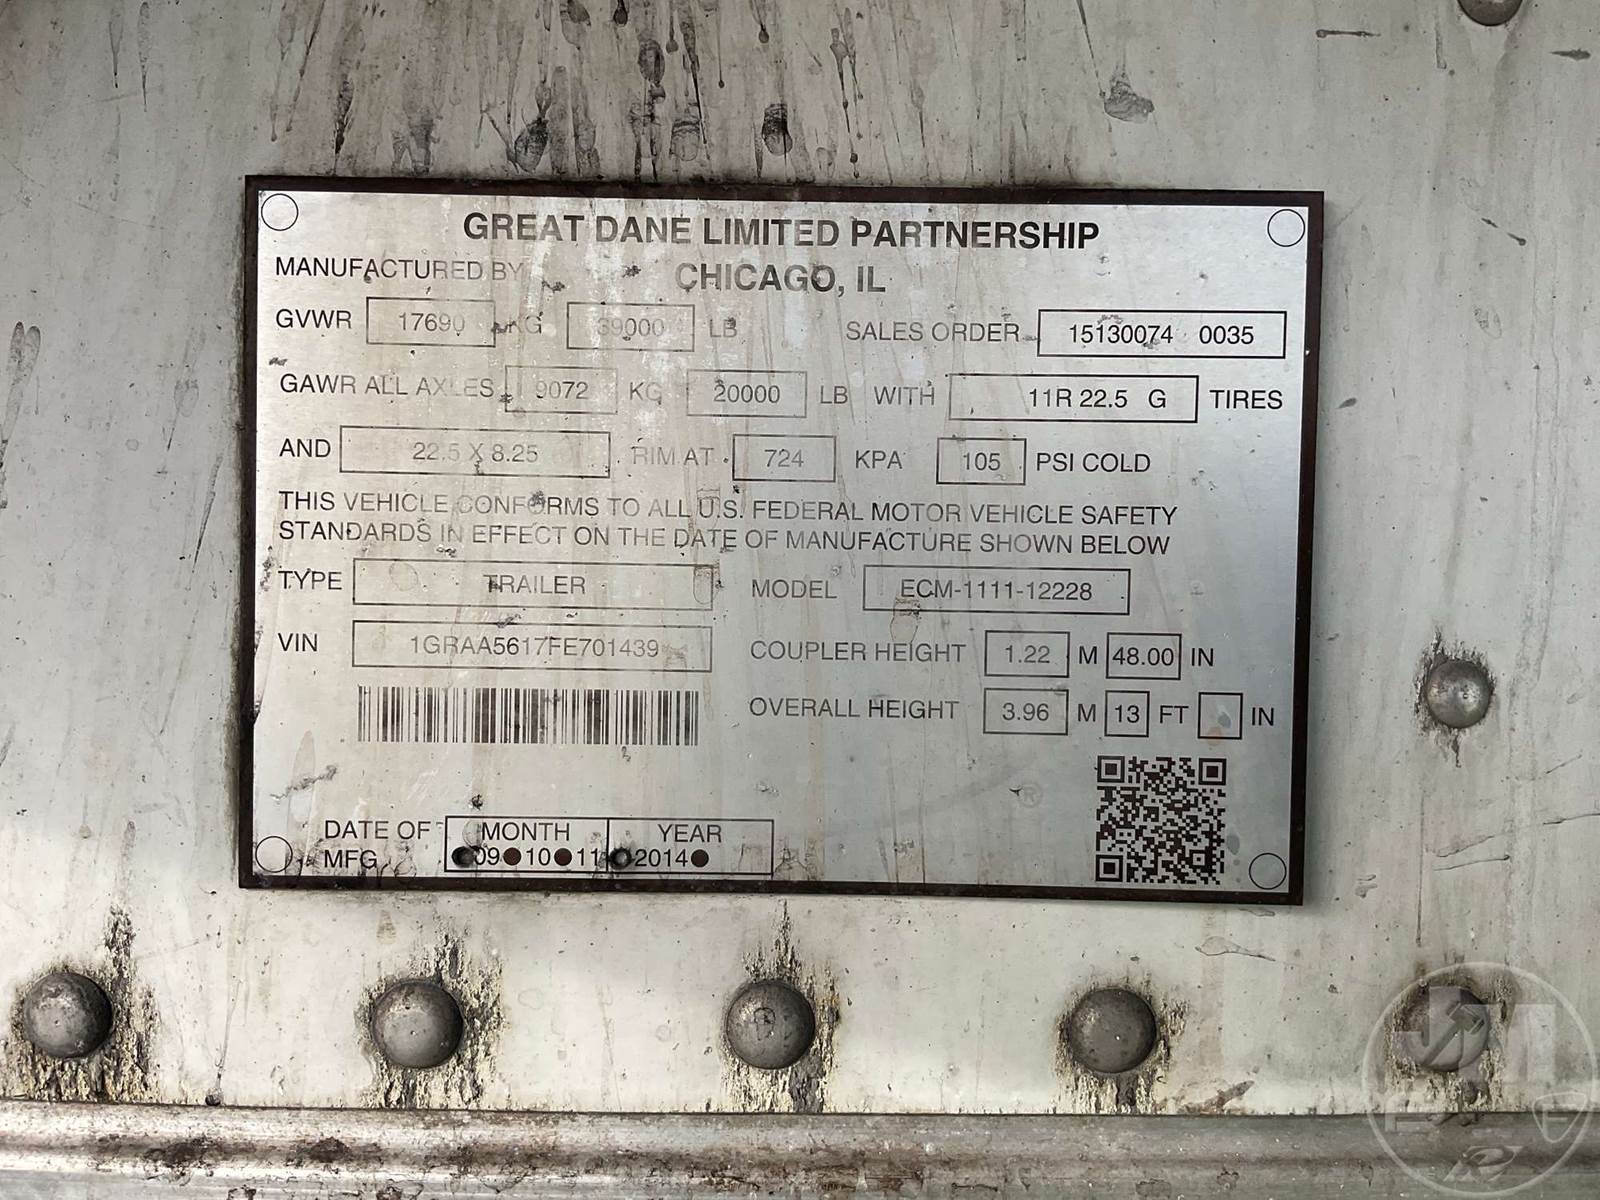 GREAT DANE LIMITED PARTNERSHIP
MANUFACTURED BY CHICAGO, IL
GVWR 17690 KG 39000 LB SALES ORDER 15130074 0035
GAWR ALL AXLES 9072 KG 20000 LB WITH 11R 22.5 G TIRES
AND 22.5 X 8.25 RIM AT 724 KPA 105 PSI COLD
THIS VEHICLE CONFORMS TO ALL U.S. FEDERAL MOTOR VEHICLE SAFETY
STANDARDS IN EFFECT ON THE DATE OF MANUFACTURE SHOWN BELOW
TYPE TRAILER MODEL ECM-1111-12228
VIN 1GRAA5617FE701439 COUPLER HEIGHT 1.22 M 48.00 IN
OVERALL HEIGHT 3.96 M 13 FT IN
®
DATE OF MONTH YEAR
MFG 09 10 11 2014